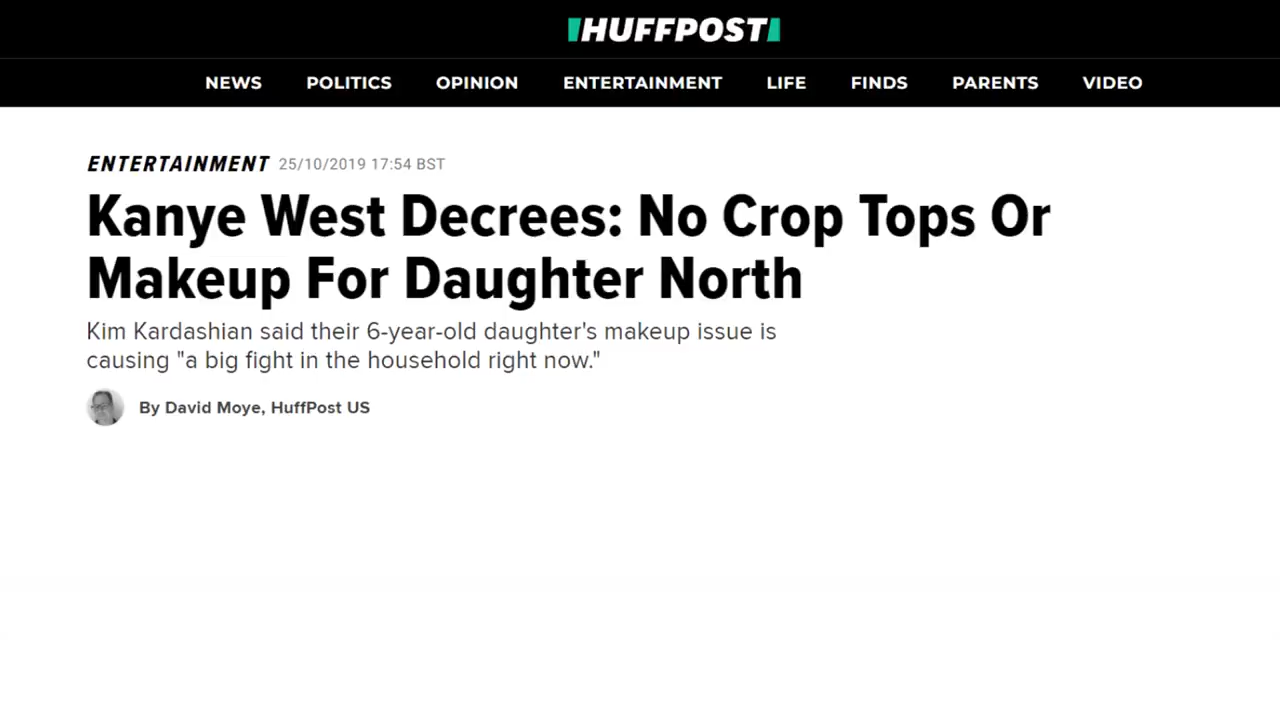 HUFFPOST
NEWS POLITICS OPINION ENTERTAINMENT LIFE FINDS PARENTS VIDEO
ENTERTAINMENT 25/10/2019 17:54 BST
Kanye West Decrees: No Crop Tops Or
Makeup For Daughter North
Kim Kardashian said their 6-year-old daughter's makeup issue is
causing "a big fight in the household right now."
By David Moye, HuffPost US